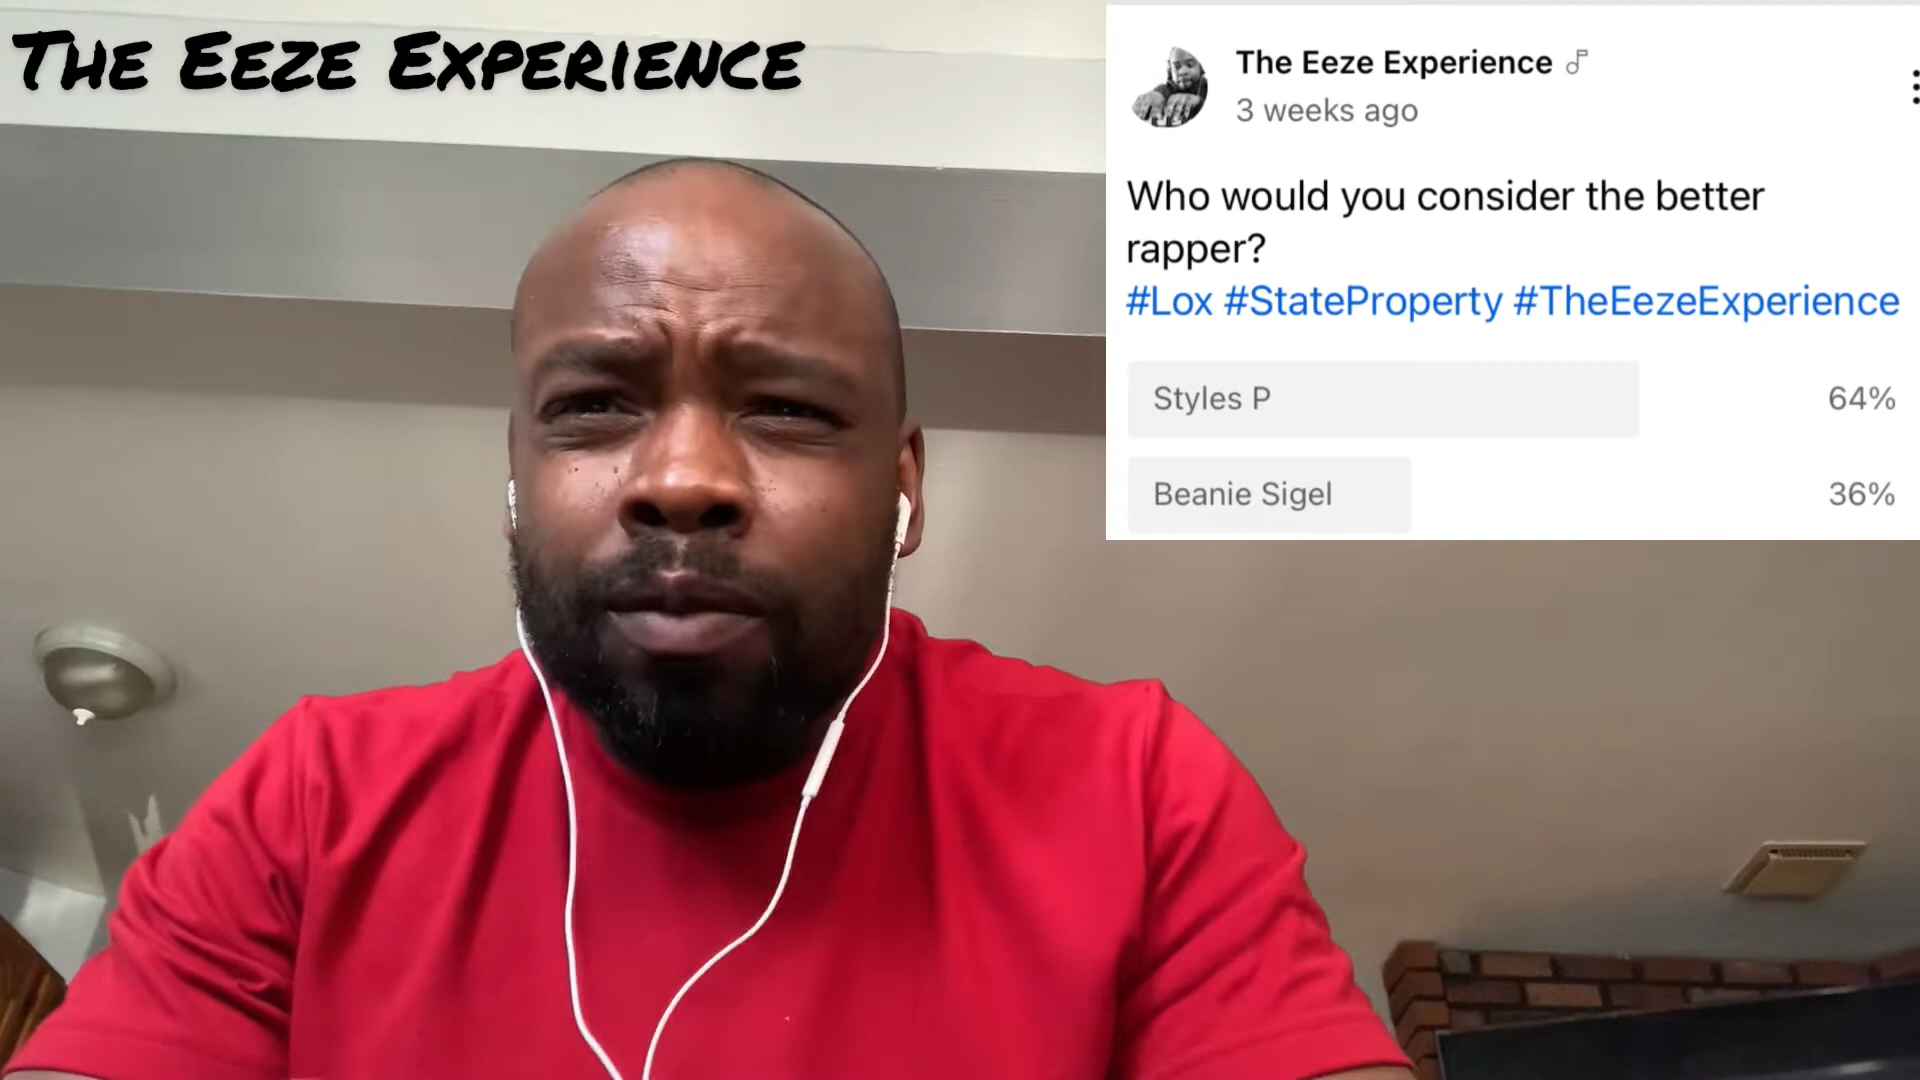 THE EEZE EXPERIENCE
The Eeze Experience
3 weeks ago
Who would you consider the better
rapper?
#Lox #StateProperty #TheEezeExperience
Styles P 64%
Beanie Sigel 36%